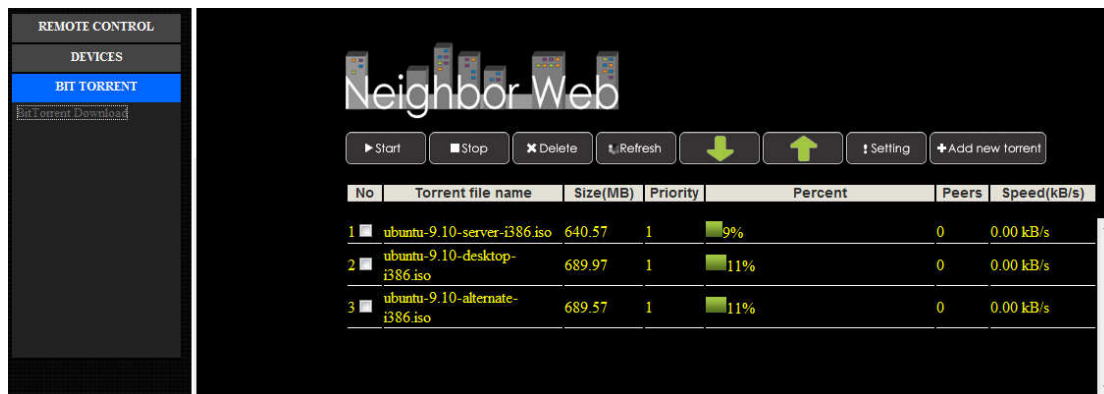 REMOTE CONTROL
DEVICES
BIT TORRENT
BitTorrent Download
Neighbor Web
Start Stop Delete Refresh Setting Add new torrent
No Torrent file name Size(MB) Priority Percent Peers Speed(kB/s)
1 ubuntu-9.10-server-i386.iso 640.57 1 9% 0 0.00 kB/s
2 ubuntu-9.10-desktop-
i386.iso 689.97 1 11% 0 0.00 kB/s
3 ubuntu-9.10-alternate-
i386.iso 689.57 1 11% 0 0.00 kB/s